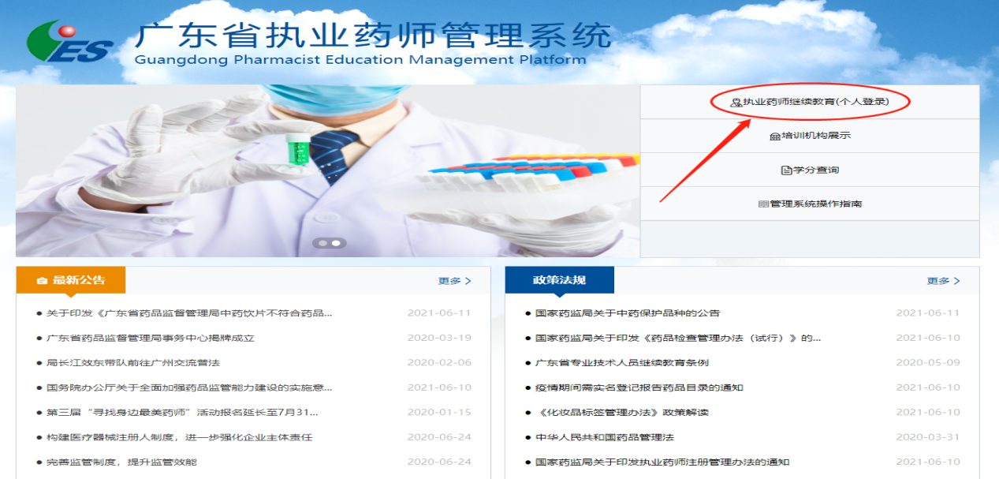 ES
广东省执业药师管理系统
Guangdong Pharmacist Education Management Platform
执业药师继续教育(个人登录)
培训机构展示
学分查询
管理系统操作指南
最新公告 更多 >
关于印发《广东省药品监督管理局中药饮片不符合药品... 2021-06-11
广东省药品监督管理局事务中心揭牌成立 2020-03-19
局长江效东带队前往广州交流普法 2020-02-06
国务院办公厅关于全面加强药品监管能力建设的实施意... 2021-06-10
第三届“寻找身边最美药师”活动报名延长至7月31... 2020-01-15
构建医疗器械注册人制度，进一步强化企业主体责任 2020-06-24
完善监管制度，提升监管效能 2020-06-24
政策法规 更多 >
国家药监局关于中药保护品种的公告 2021-06-11
国家药监局关于印发《药品检查管理办法（试行）》的... 2021-06-10
广东省专业技术人员继续教育条例 2020-05-09
疫情期间需实名登记报告药品目录的通知 2021-06-10
《化妆品标签管理办法》政策解读 2021-06-10
中华人民共和国药品管理法 2020-03-31
国家药监局关于印发执业药师注册管理办法的通知 2021-06-10